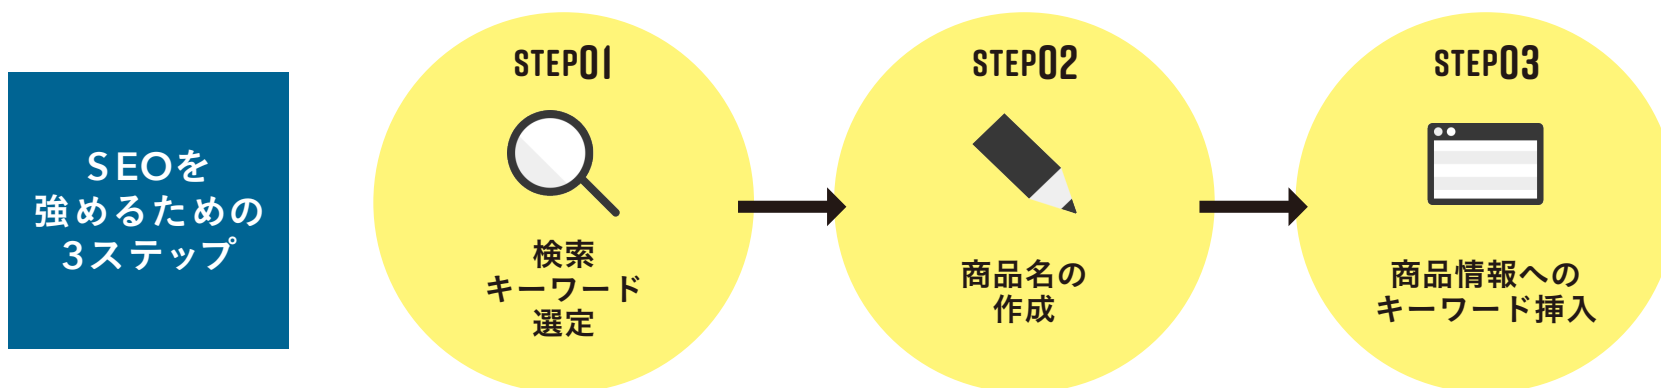 SEOを
強めるための
3ステップ
STEP01
検索
キーワード
選定
STEP02
商品名の
作成
STEP03
商品情報への
キーワード挿入